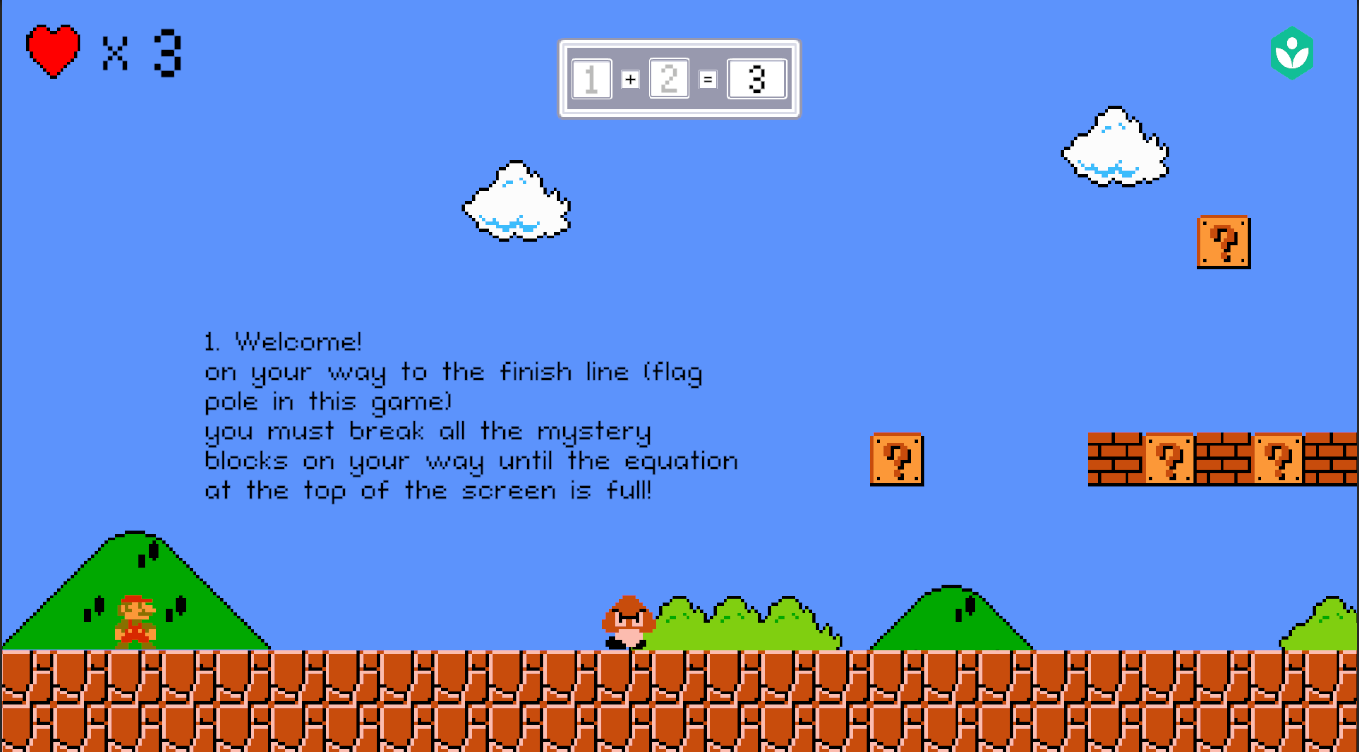 x 3
1 + 2 = 3
?
1. Welcome!
on your way to the finish line (flag
pole in this game)
you must break all the mystery
blocks on your way until the equation
at the top of the screen is full!
? ? ?